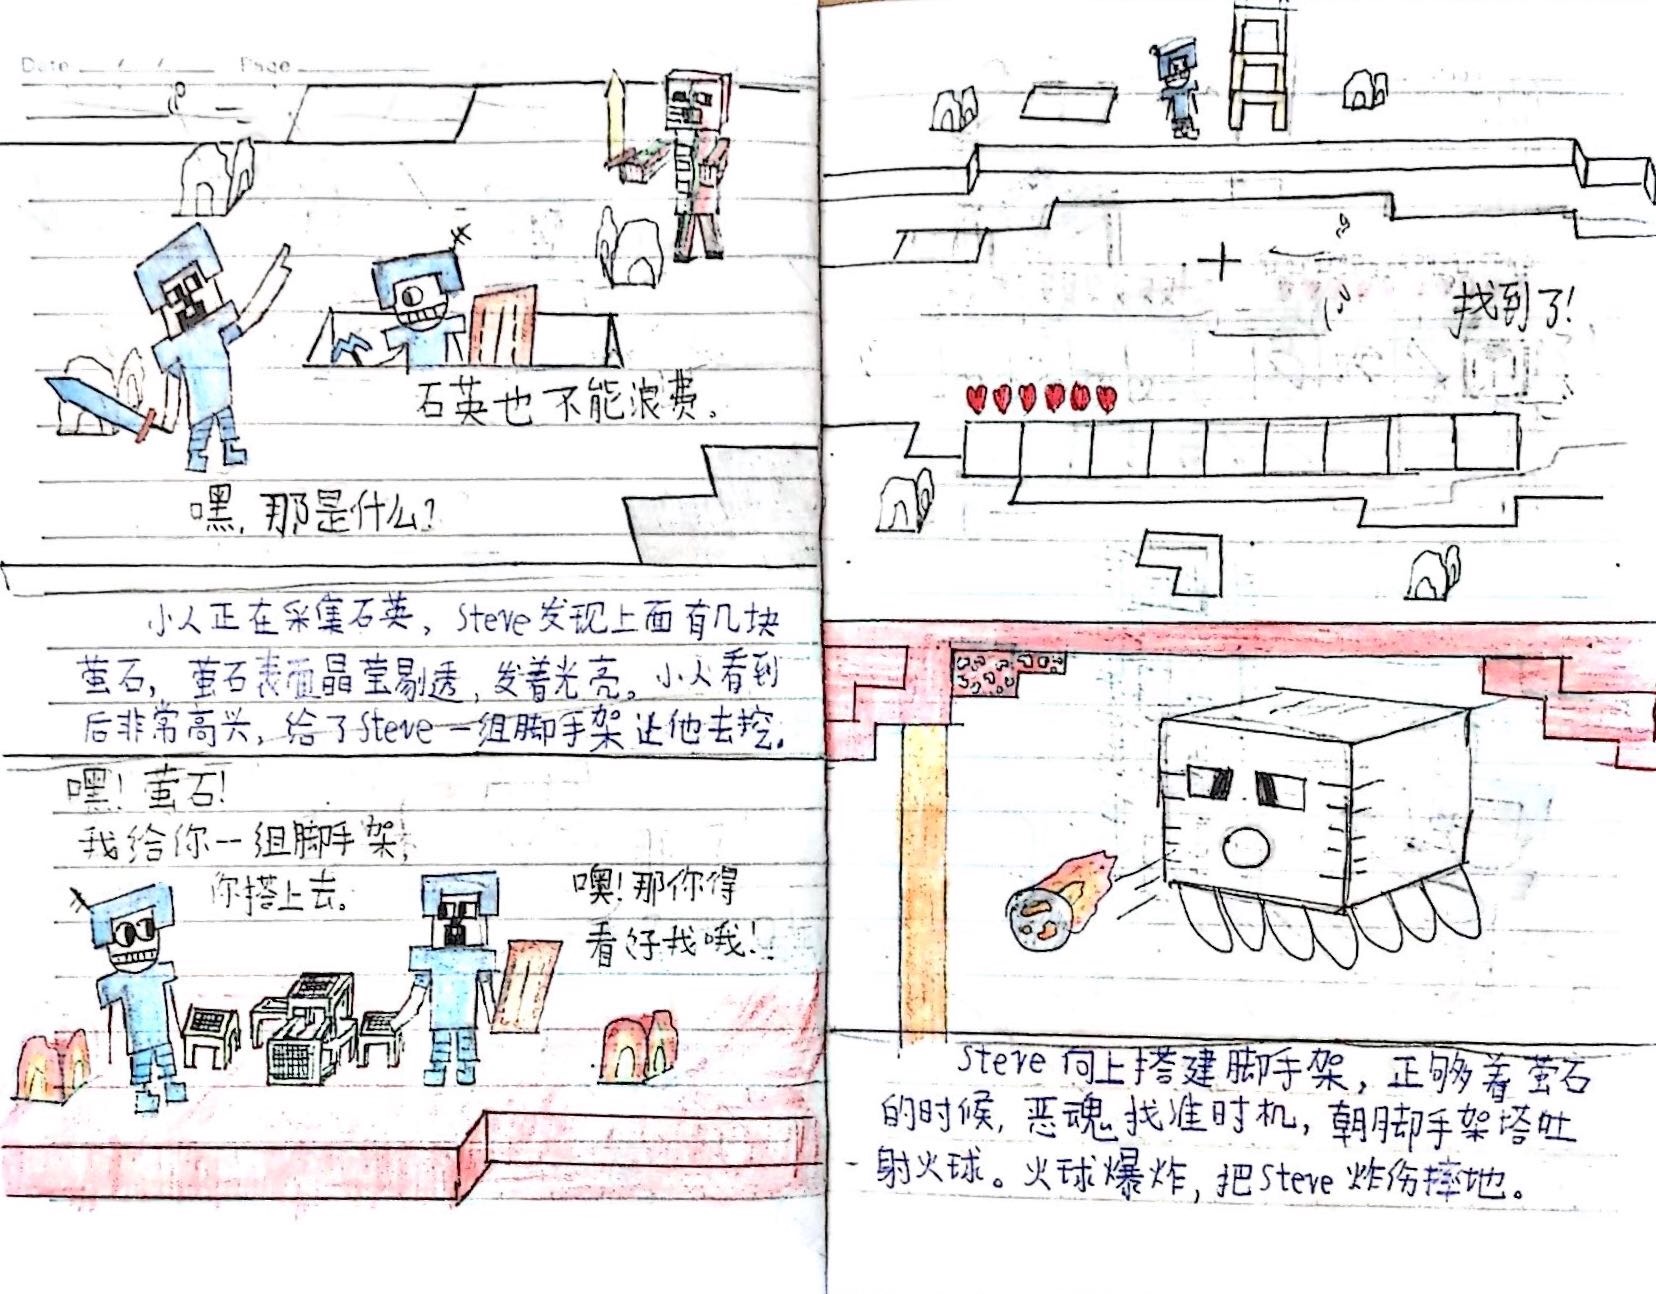 Date Page
石英也不能浪费。
嘿，那是什么？
小人正在采集石英，Steve发现上面有几块
萤石，萤石表面晶莹剔透，发着光亮。小人看到
后非常高兴，给了Steve一组脚手架让他去挖。
嘿！萤石！
我给你一组脚手架，
你搭上去。
噢！那你得
看好我哦！
找到了！
Steve向上搭建脚手架，正够着萤石
的时候，恶魂找准时机，朝脚手架塔吐
射火球。火球爆炸，把Steve炸伤摔地。